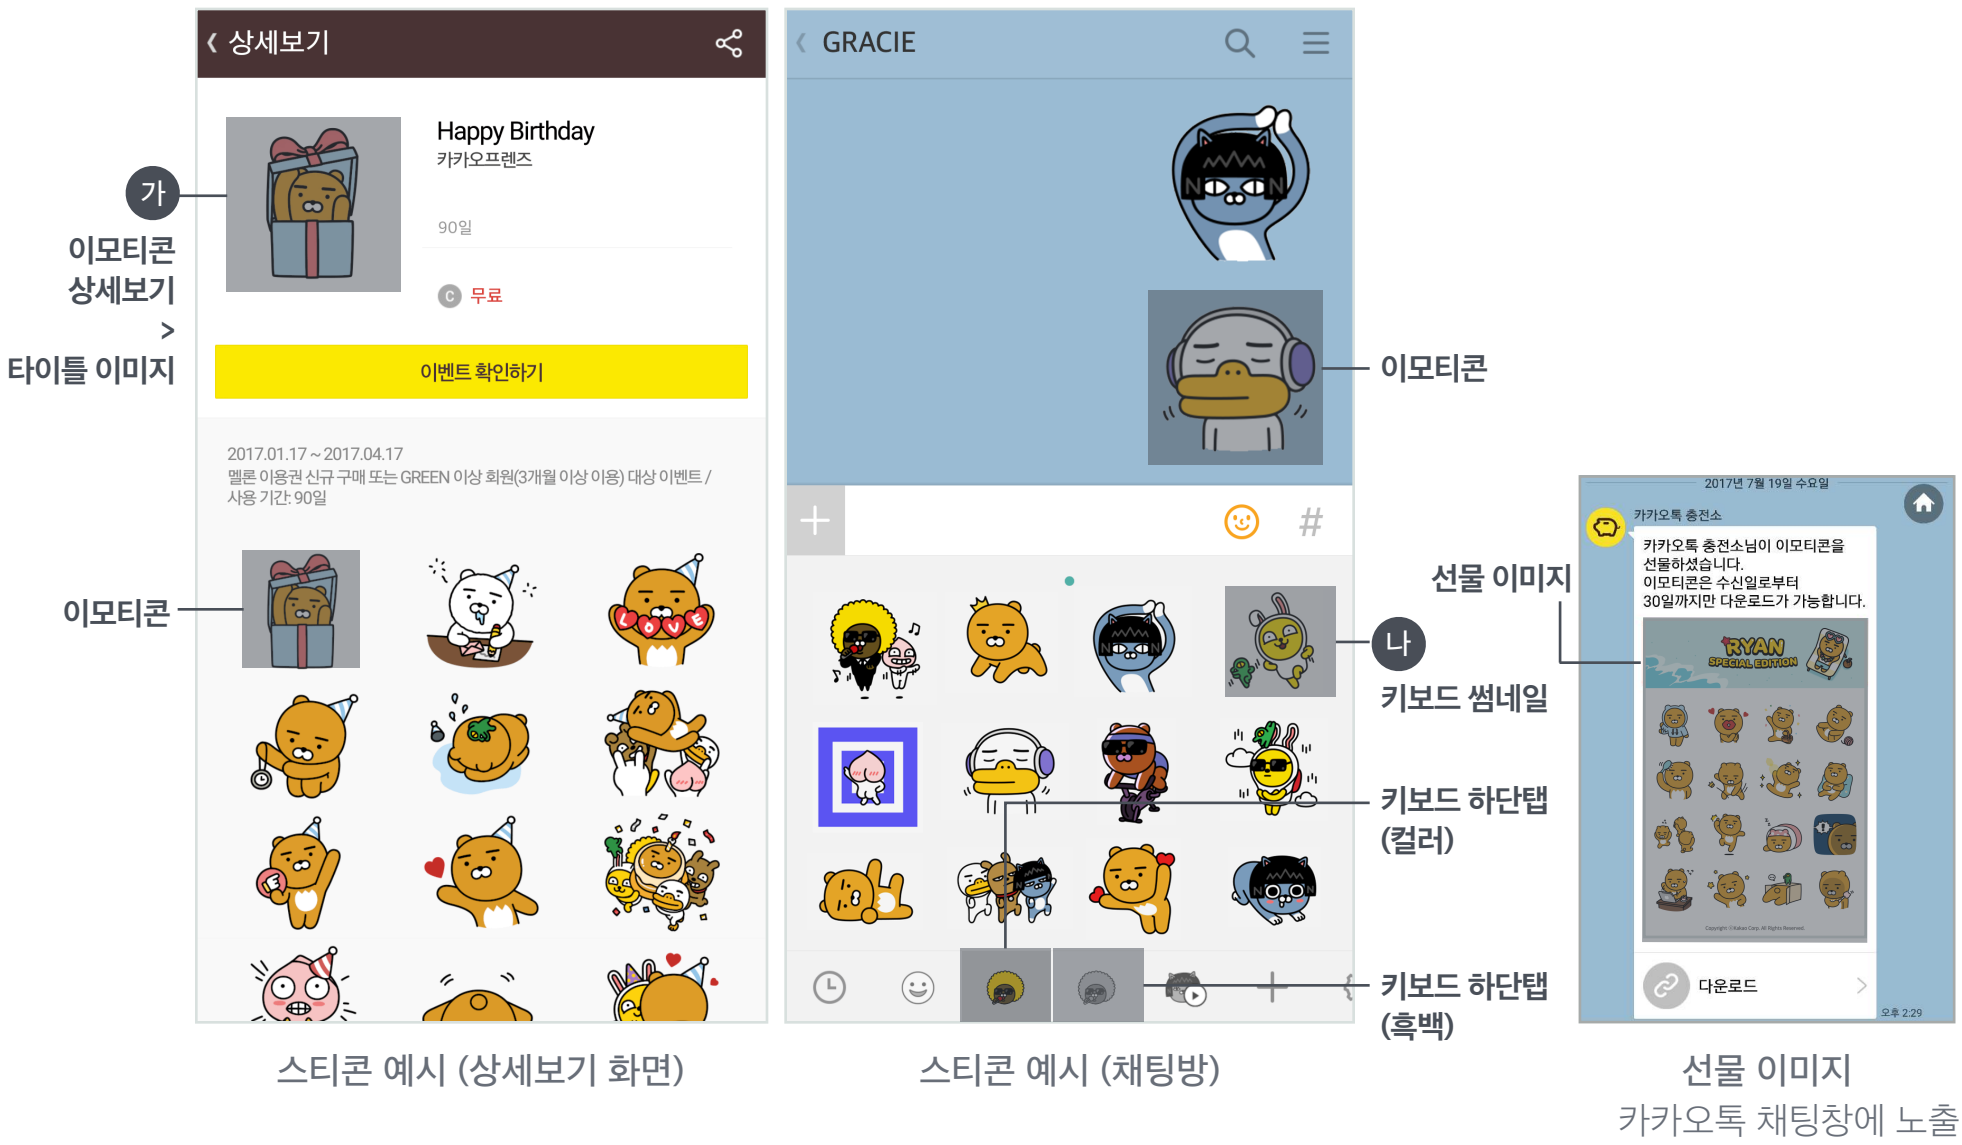 상세보기
Happy Birthday
카카오프렌즈
90일
C 무료
이벤트 확인하기
2017.01.17 ~ 2017.04.17
멜론 이용권 신규 구매 또는 GREEN 이상 회원(3개월 이상 이용) 대상 이벤트 /
사용 기간: 90일
LOVE
가
이모티콘
상세보기
>
타이틀 이미지
이모티콘
스티콘 예시 (상세보기 화면)
GRACIE
N N
#
이모티콘
나
키보드 썸네일
키보드 하단탭
(컬러)
키보드 하단탭
(흑백)
스티콘 예시 (채팅방)
2017년 7월 19일 수요일
카카오톡 충전소
카카오톡 충전소님이 이모티콘을
선물하셨습니다.
이모티콘은 수신일로부터
30일까지만 다운로드가 가능합니다.
선물 이미지
RYAN
SPECIAL EDITION
Copyright ⓒ Kakao Corp. All Rights Reserved.
다운로드
오후 2:29
선물 이미지
카카오톡 채팅창에 노출